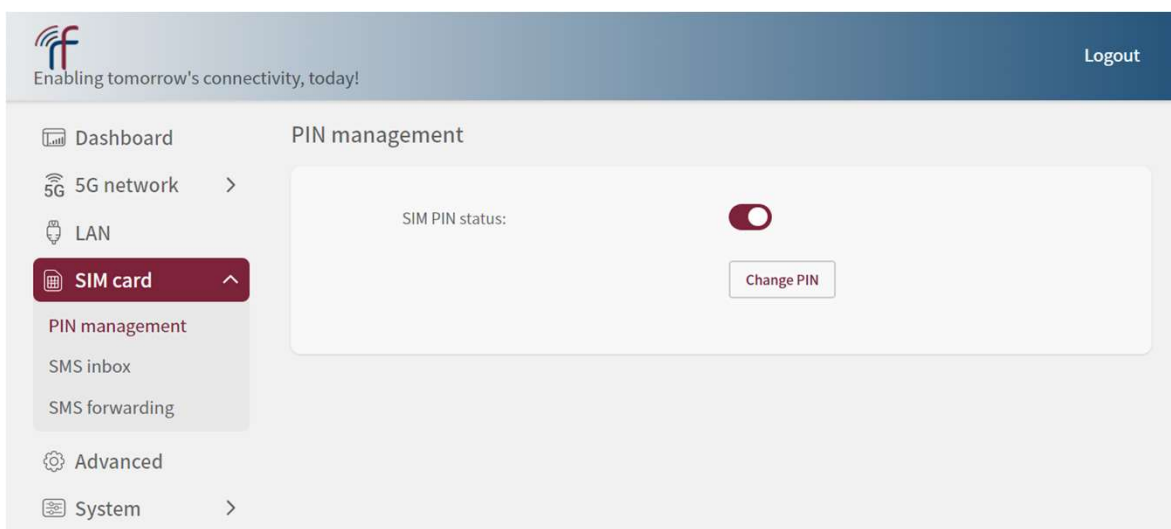 Enabling tomorrow's connectivity, today!
Logout
Dashboard
5G 5G network
LAN
SIM card
PIN management
SMS inbox
SMS forwarding
Advanced
System
PIN management
SIM PIN status:
Change PIN